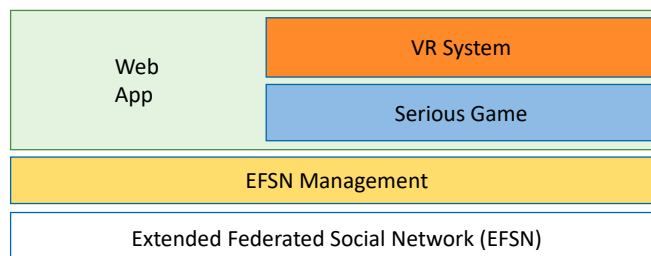 VR System
Web
App
Serious Game
EFSN Management
Extended Federated Social Network (EFSN)